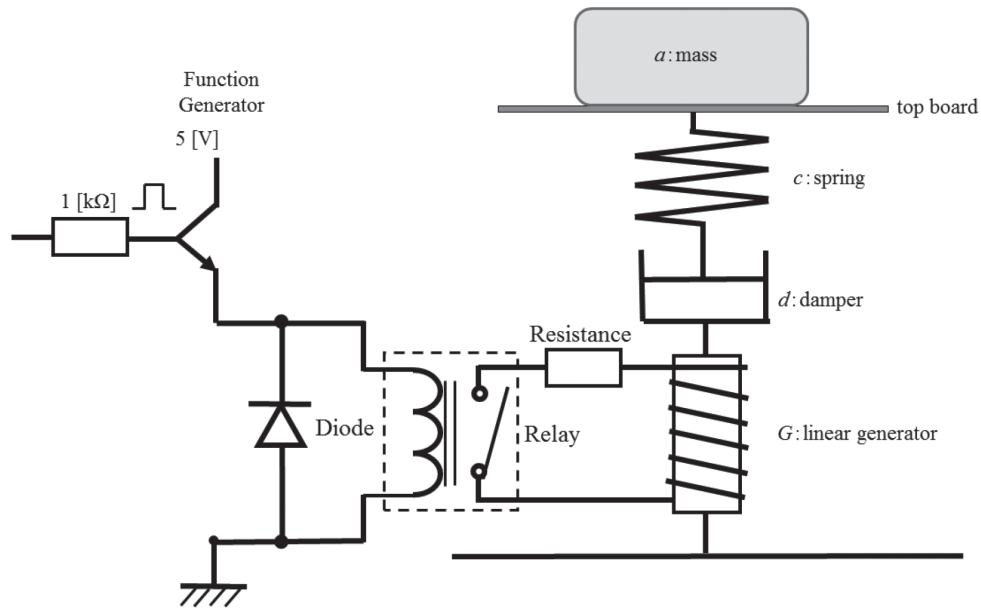 a:mass
top board
Function
Generator
5 [V]
1 [kΩ]
c:spring
d:damper
Resistance
Diode
Relay
G:linear generator